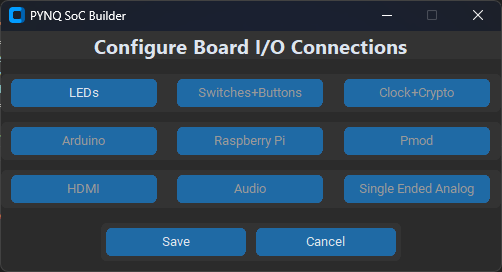 PYNQ SoC Builder
Configure Board I/O Connections
LEDs Switches+Buttons Clock+Crypto
Arduino Raspberry Pi Pmod
HDMI Audio Single Ended Analog
Save Cancel